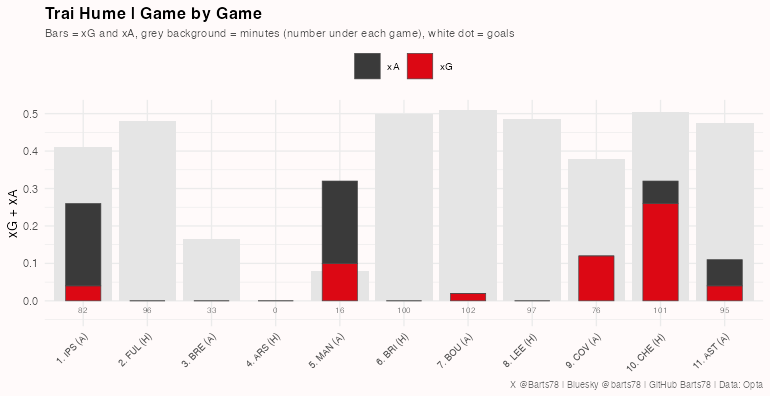 Trai Hume | Game by Game
Bars = xG and xA, grey background = minutes (number under each game), white dot = goals
xA xG
XG + xA
0.5
0.4
0.3
0.2
0.1
0.0
82 96 33 0 16 100 102 97 76 101 95
1. IPS (A) 2. FUL (H) 3. BRE (A) 4. ARS (H) 5. MAN (A) 6. BRI (H) 7. BOU (A) 8. LEE (H) 9. COV (A) 10. CHE (H) 11. AST (A)
X @Barts78 | Bluesky @barts78 | GitHub Barts78 | Data: Opta